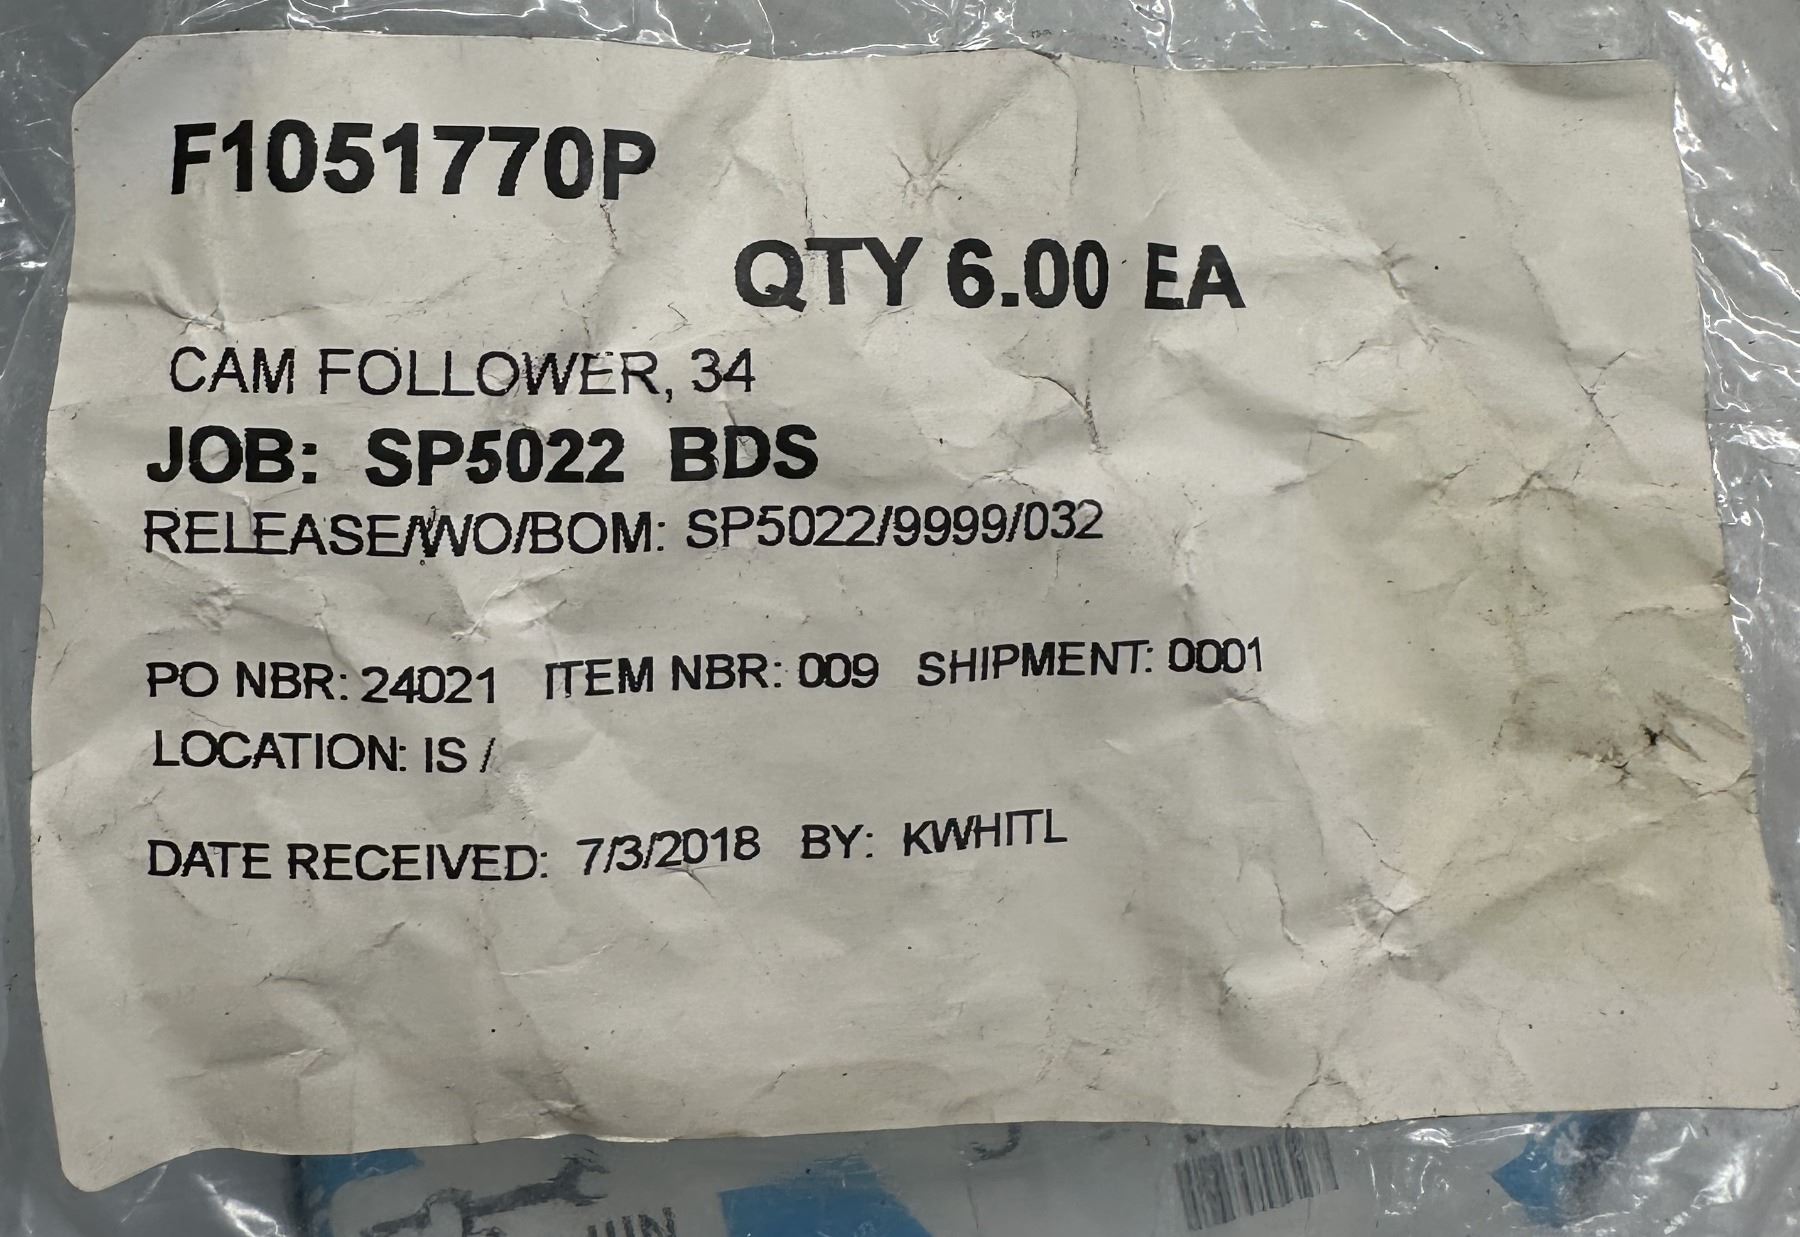 F1051770P
QTY 6.00 EA
CAM FOLLOWER, 34
JOB: SP5022 BDS
RELEASE/WO/BOM: SP5022/9999/032
PO NBR: 24021 ITEM NBR: 009 SHIPMENT: 0001
LOCATION: IS /
DATE RECEIVED: 7/3/2018 BY: KWHITL